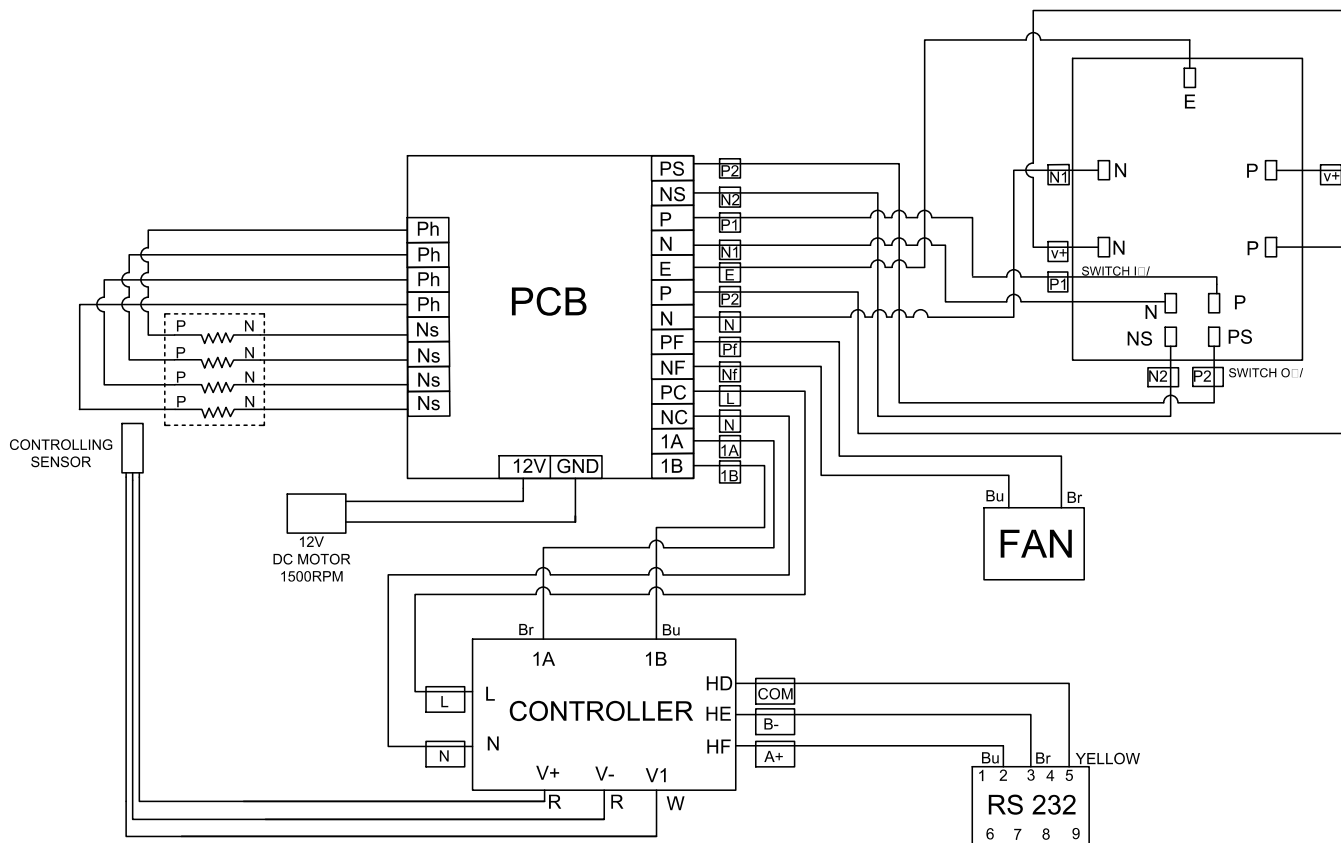 E
PS P2
NS N2
P P1
N N1
E E
P P2
N N
PF Pf
NF Nf
PC L
NC N
1A 1A
1B 1B
PCB
Ph
Ph
Ph
Ph
Ns
Ns
Ns
Ns
P N
P N
P N
P N
12V GND
N1 N P v+
v+ N P
P1 SWITCH I□/
N P
NS PS
N2 P2 SWITCH O□/
CONTROLLING
SENSOR
12V
DC MOTOR
1500RPM
Bu Br
FAN
Br Bu
1A 1B
L L
N N
CONTROLLER
HD COM
HE B-
HF A+
V+ V- V1
R R W
Bu Br YELLOW
1 2 3 4 5
RS 232
6 7 8 9